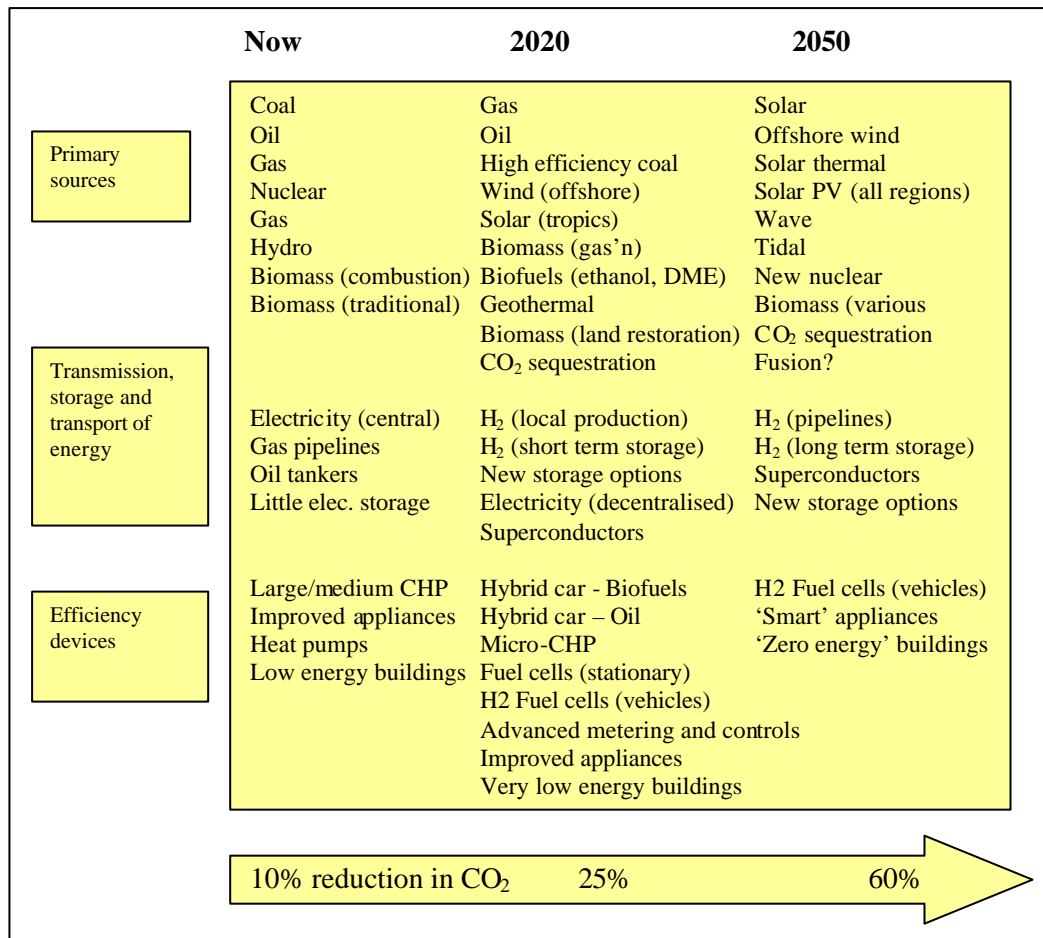 Now 2020 2050
Primary
sources
Coal Gas Solar
Oil Oil Offshore wind
Gas High efficiency coal Solar thermal
Nuclear Wind (offshore) Solar PV (all regions)
Gas Solar (tropics) Wave
Hydro Biomass (gas’n) Tidal
Biomass (combustion) Biofuels (ethanol, DME) New nuclear
Biomass (traditional) Geothermal Biomass (various
Biomass (land restoration) CO₂ sequestration
CO₂ sequestration Fusion?
Transmission,
storage and
transport of
energy
Electricity (central) H₂ (local production) H₂ (pipelines)
Gas pipelines H₂ (short term storage) H₂ (long term storage)
Oil tankers New storage options Superconductors
Little elec. storage Electricity (decentralised) New storage options
Superconductors
Efficiency
devices
Large/medium CHP Hybrid car - Biofuels H2 Fuel cells (vehicles)
Improved appliances Hybrid car – Oil ‘Smart’ appliances
Heat pumps Micro-CHP ‘Zero energy’ buildings
Low energy buildings Fuel cells (stationary)
H2 Fuel cells (vehicles)
Advanced metering and controls
Improved appliances
Very low energy buildings
10% reduction in CO₂ 25% 60%